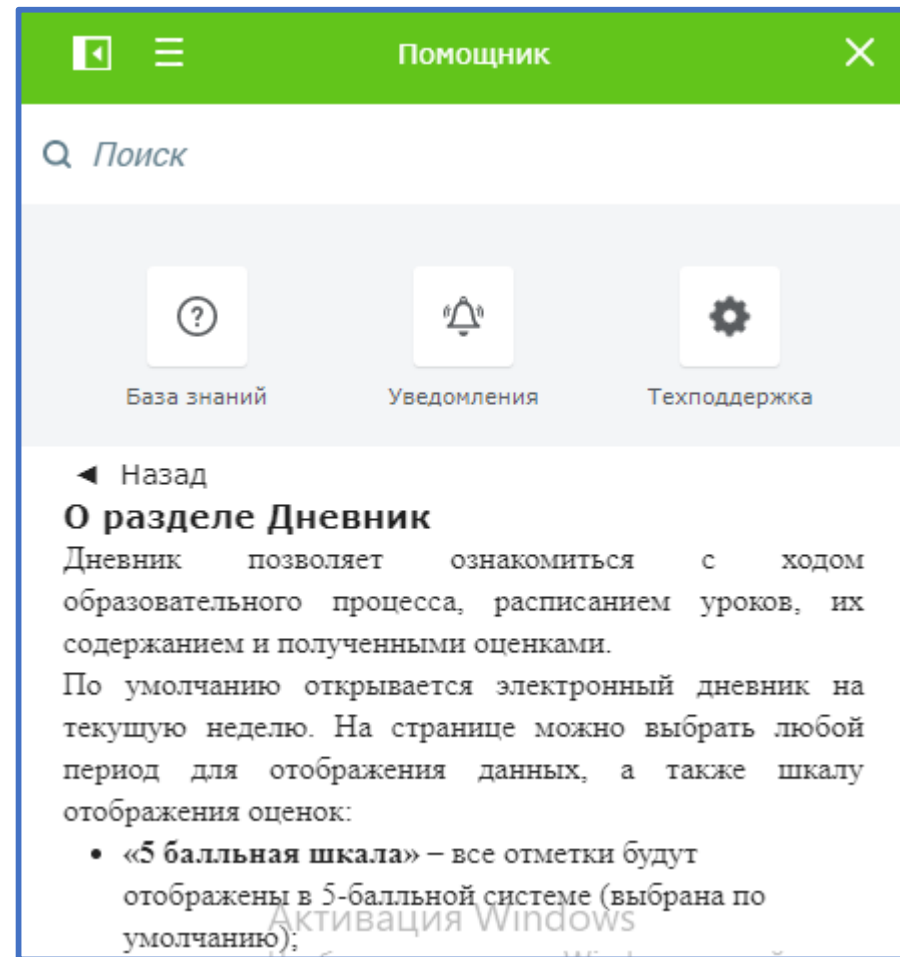 Помощник
Поиск
База знаний
Уведомления
Техподдержка
Назад
О разделе Дневник
Дневник позволяет ознакомиться с ходом
образовательного процесса, расписанием уроков, их
содержанием и полученными оценками.
По умолчанию открывается электронный дневник на
текущую неделю. На странице можно выбрать любой
период для отображения данных, а также шкалу
отображения оценок:
• «5 балльная шкала» – все отметки будут
отображены в 5-балльной системе (выбрана по
Активация Windows
умолчанию);